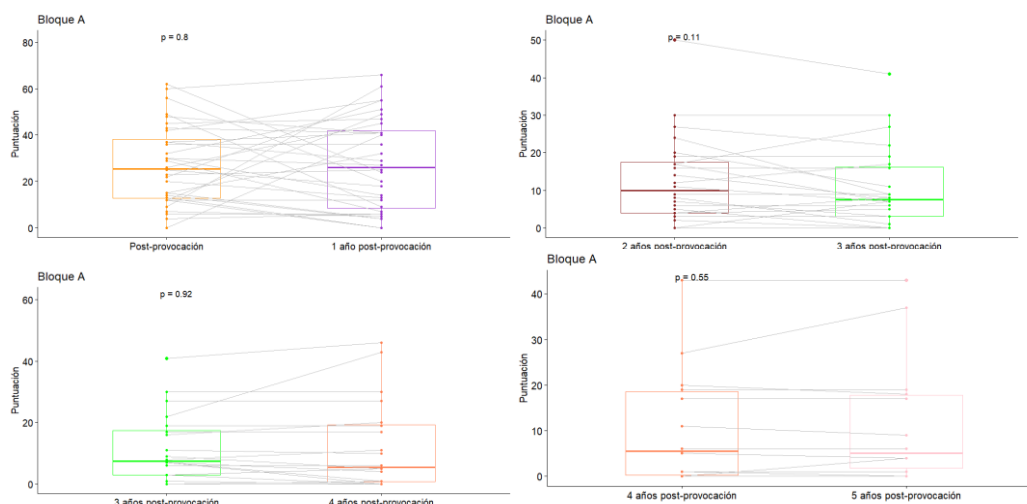 Bloque A
p = 0.8
80
60
40
20
0
Puntuación
Post-provocación
1 año post-provocación
Bloque A
p = 0.11
50
40
30
20
10
0
Puntuación
2 años post-provocación
3 años post-provocación
Bloque A
p = 0.92
60
40
20
0
Puntuación
3 años post-provocación
4 años post-provocación
Bloque A
p = 0.55
40
30
20
10
0
Puntuación
4 años post-provocación
5 años post-provocación